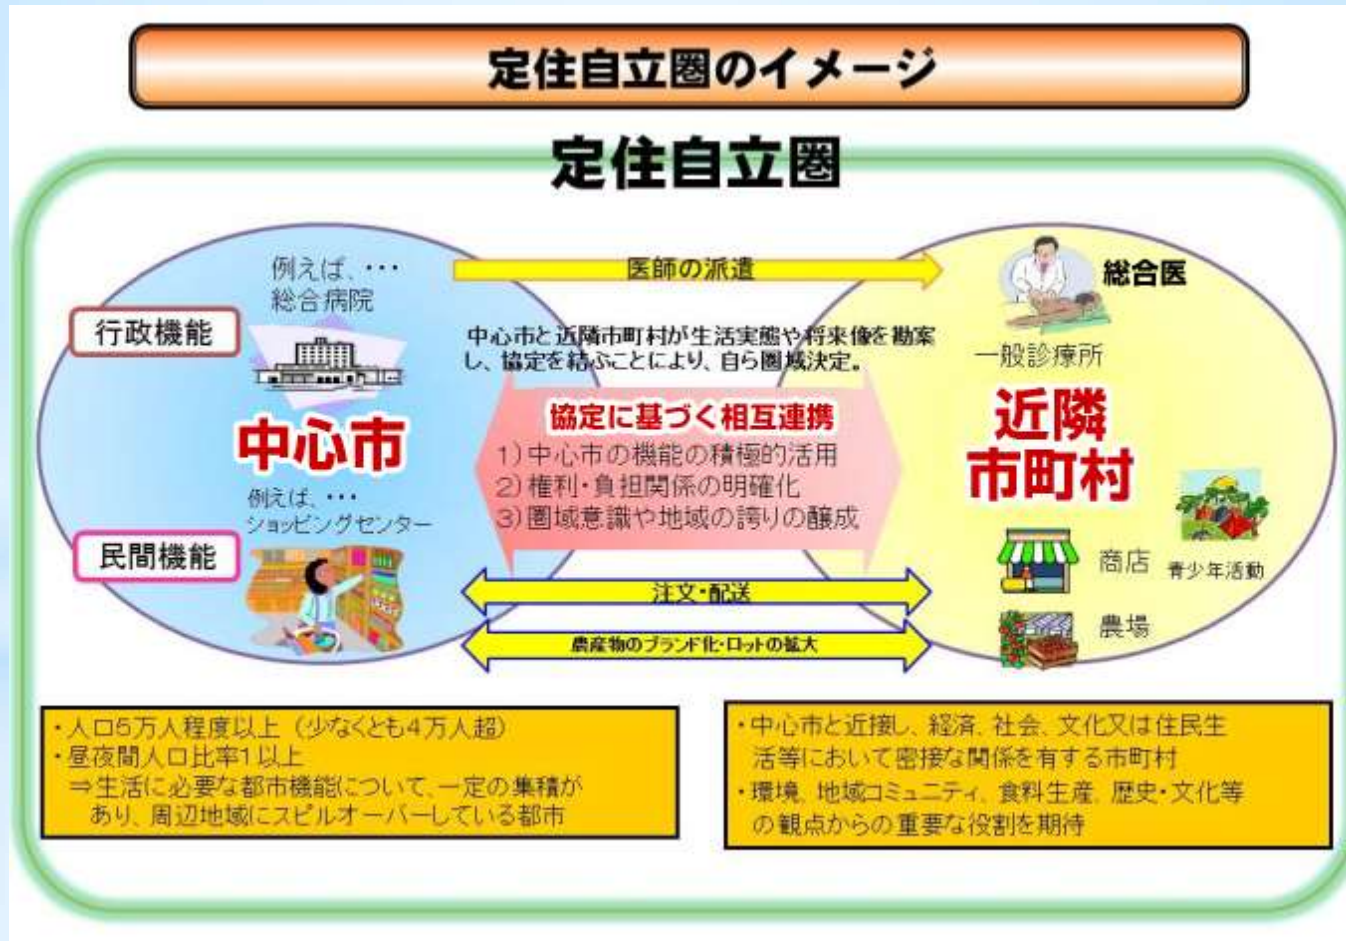 定住自立圏のイメージ
定住自立圏
例えば、・・・
総合病院
行政機能
中心市
例えば、・・・
ショッピングセンター
民間機能
医師の派遣
中心市と近隣市町村が生活実態や将来像を勘案
し、協定を結ぶことにより、自ら圏域決定。
協定に基づく相互連携
1)中心市の機能の積極的活用
2)権利・負担関係の明確化
3)圏域意識や地域の誇りの醸成
注文・配送
農産物のブランド化・ロットの拡大
総合医
一般診療所
近隣
市町村
商店
青少年活動
農場
・人口5万人程度以上（少なくとも4万人超）
・昼夜間人口比率1以上
⇒生活に必要な都市機能について、一定の集積が
あり、周辺地域にスピルオーバーしている都市
・中心市と近接し、経済、社会、文化又は住民生
活等において密接な関係を有する市町村
・環境、地域コミュニティ、食料生産、歴史・文化等
の観点からの重要な役割を期待